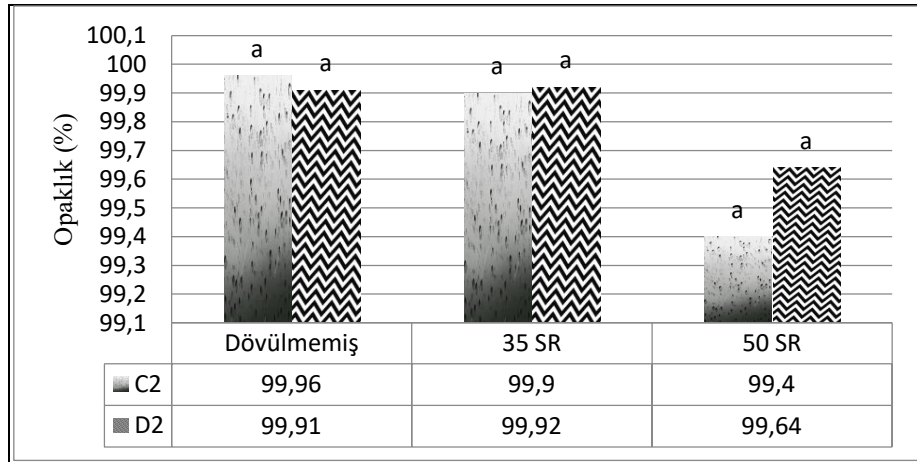 Opaklık (%)
100,1
100
99,9
99,8
99,7
99,6
99,5
99,4
99,3
99,2
99,1
a
a
a
a
a
a
Dövülmemiş 35 SR 50 SR
C2 99,96 99,9 99,4
D2 99,91 99,92 99,64